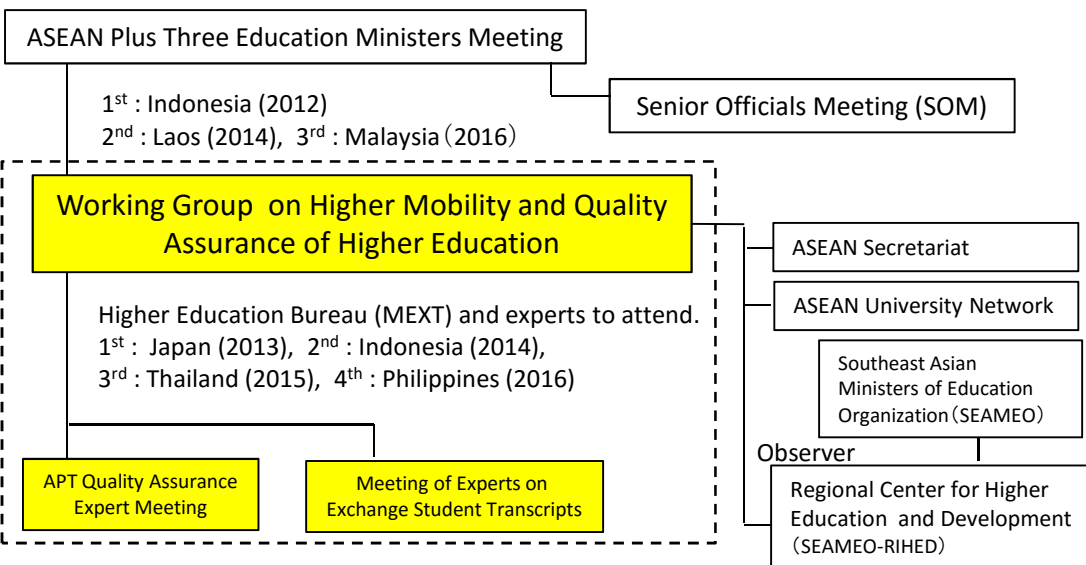 ASEAN Plus Three Education Ministers Meeting
1st : Indonesia (2012)
2nd : Laos (2014), 3rd : Malaysia（2016）
Senior Officials Meeting (SOM)
Working Group on Higher Mobility and Quality
Assurance of Higher Education
ASEAN Secretariat
ASEAN University Network
Higher Education Bureau (MEXT) and experts to attend.
1st : Japan (2013), 2nd : Indonesia (2014),
3rd : Thailand (2015), 4th : Philippines (2016)
Southeast Asian
Ministers of Education
Organization（SEAMEO）
Observer
APT Quality Assurance
Expert Meeting
Meeting of Experts on
Exchange Student Transcripts
Regional Center for Higher
Education and Development
（SEAMEO-RIHED）